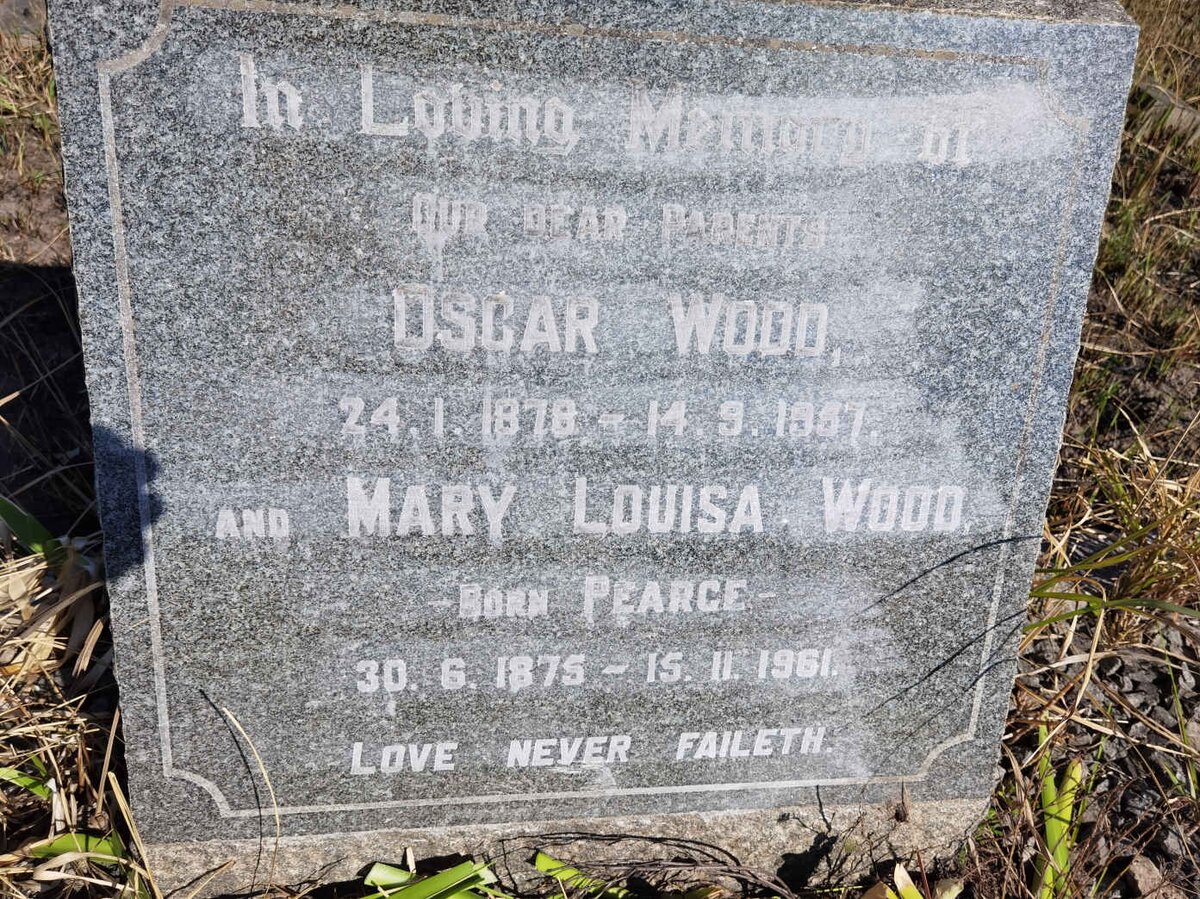 In Loving Memory of
OUR DEAR PARENTS
OSCAR WOOD,
24.1.1878 – 14.9.1957.
AND MARY LOUISA WOOD,
-BORN PEARCE-
30.6.1875 – 15.11.1961.
LOVE NEVER FAILETH.